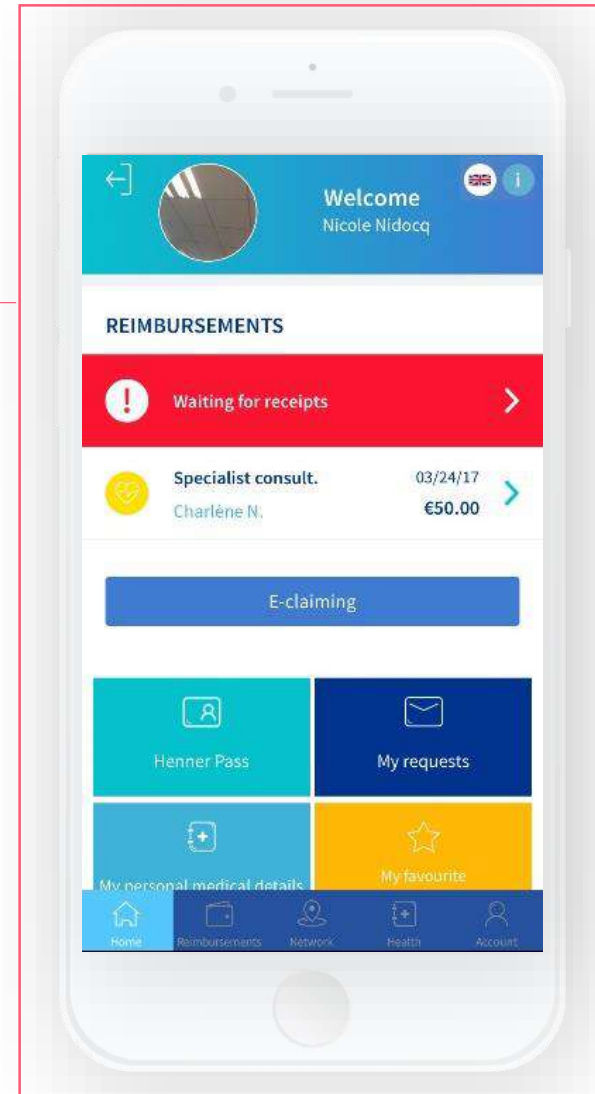 Welcome
Nicole Nidocq
i
REIMBURSEMENTS
! Waiting for receipts
Specialist consult. 03/24/17
Charlène N. €50.00
E-claiming
Henner Pass My requests
My personal medical details My favourite
Home Reimbursements Network Health Account